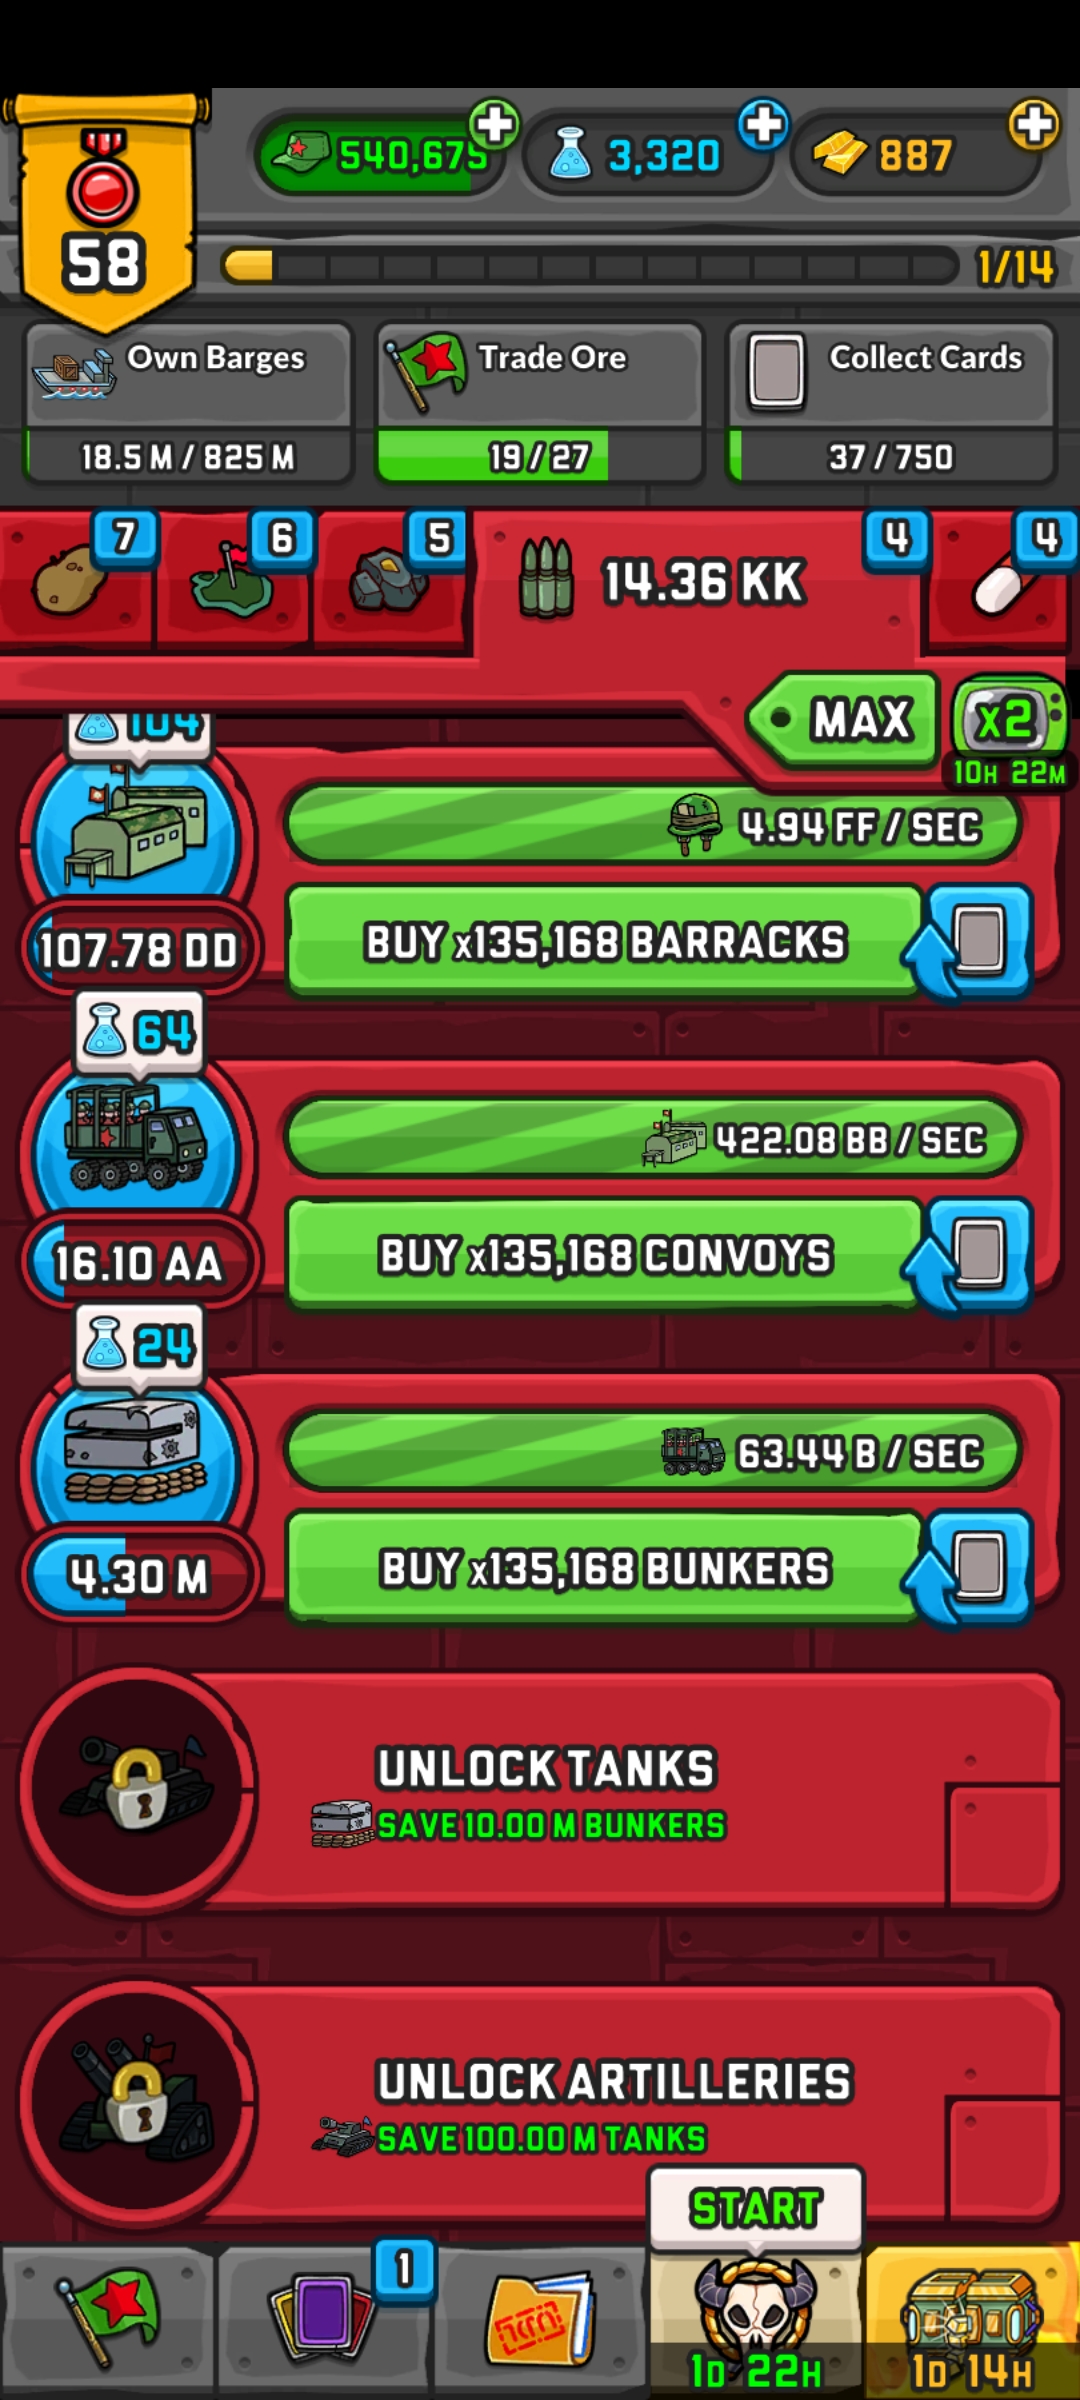 58
540,675
3,320
887
1/14
Own Barges
18.5 M / 825 M
Trade Ore
19 / 27
Collect Cards
37 / 750
7
6
5
14.36 KK
4
4
MAX
x2
10H 22M
104
4.94 FF / SEC
107.78 DD
BUY x135,168 BARRACKS
64
422.08 BB / SEC
16.10 AA
BUY x135,168 CONVOYS
24
63.44 B / SEC
4.30 M
BUY x135,168 BUNKERS
UNLOCK TANKS
SAVE 10.00 M BUNKERS
UNLOCK ARTILLERIES
SAVE 100.00 M TANKS
START
1
1D 22H
1D 14H